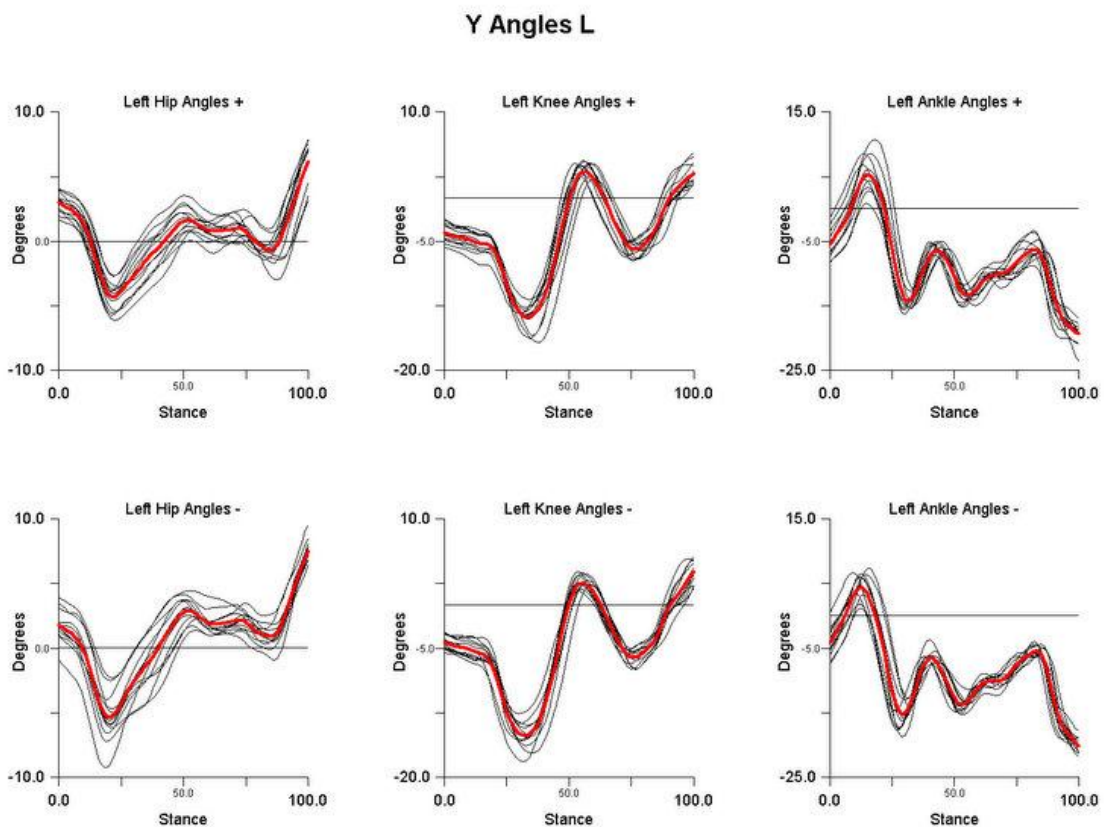 Y Angles L
Left Hip Angles +
10.0
0.0
-10.0
Degrees
0.0
50.0
100.0
Stance
Left Knee Angles +
10.0
-5.0
-20.0
Degrees
0.0
50.0
100.0
Stance
Left Ankle Angles +
15.0
-5.0
-25.0
Degrees
0.0
50.0
100.0
Stance
Left Hip Angles -
10.0
0.0
-10.0
Degrees
0.0
50.0
100.0
Stance
Left Knee Angles -
10.0
-5.0
-20.0
Degrees
0.0
50.0
100.0
Stance
Left Ankle Angles -
15.0
-5.0
-25.0
Degrees
0.0
50.0
100.0
Stance